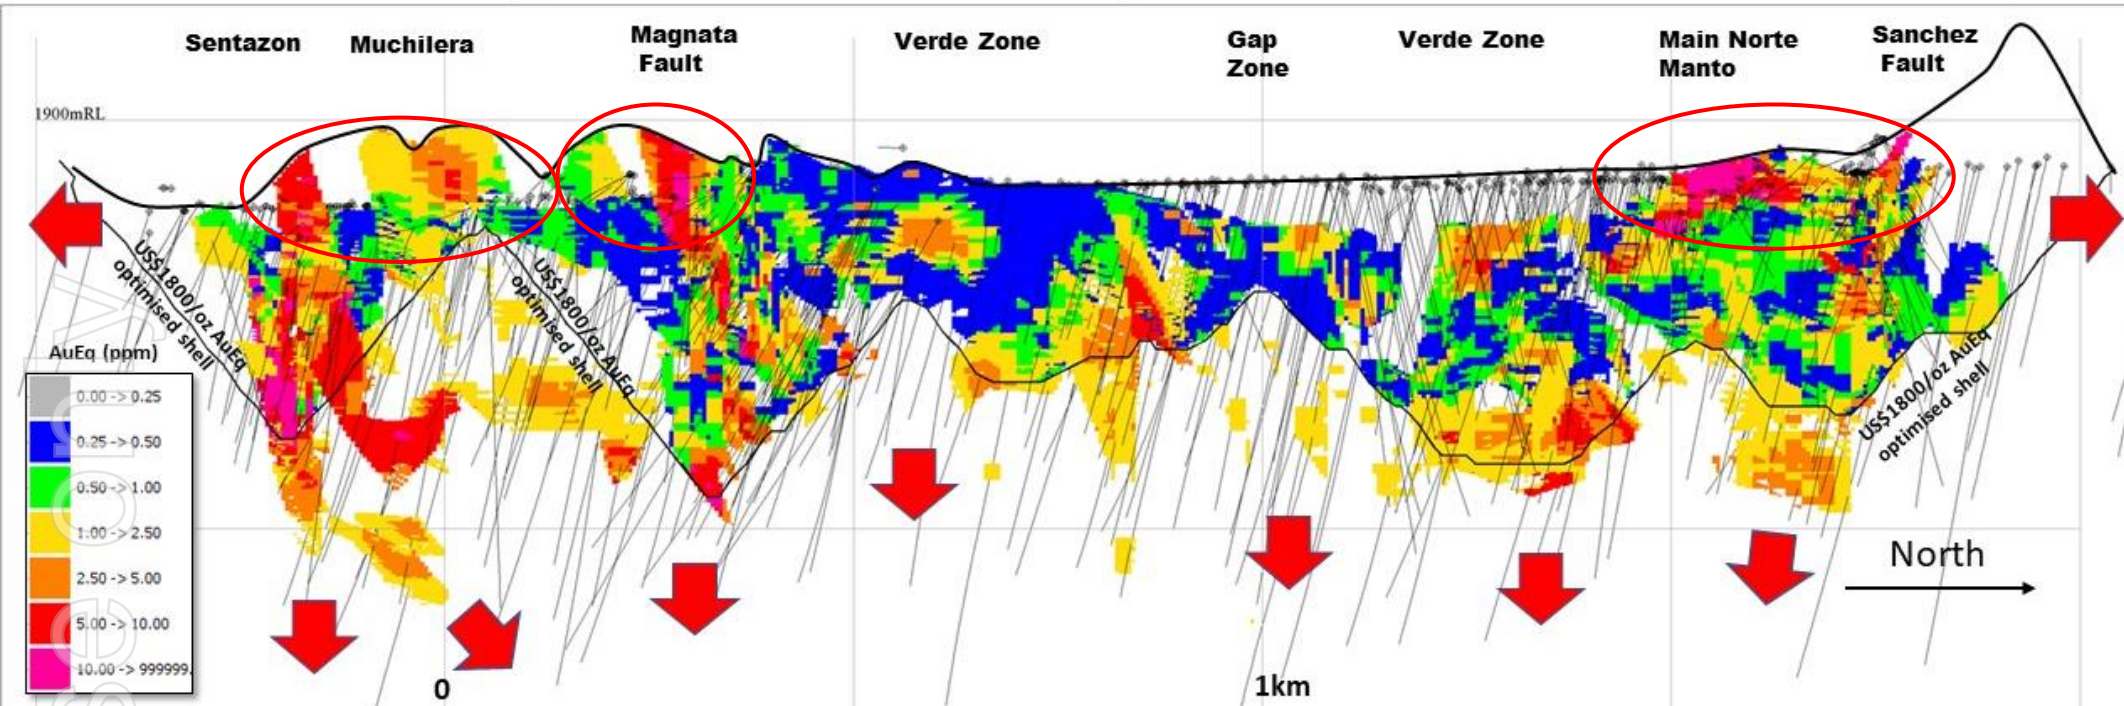 Sentazon
Muchilera
Magnata
Fault
Verde Zone
Gap
Zone
Verde Zone
Main Norte
Manto
Sanchez
Fault
1900mRL
US$1800/oz AuEq
optimised shell
US$1800/oz AuEq
optimised shell
US$1800/oz AuEq
optimised shell
AuEq (ppm)
0.00 -> 0.25
0.25 -> 0.50
0.50 -> 1.00
1.00 -> 2.50
2.50 -> 5.00
5.00 -> 10.00
10.00 -> 999999.
North
0
1km